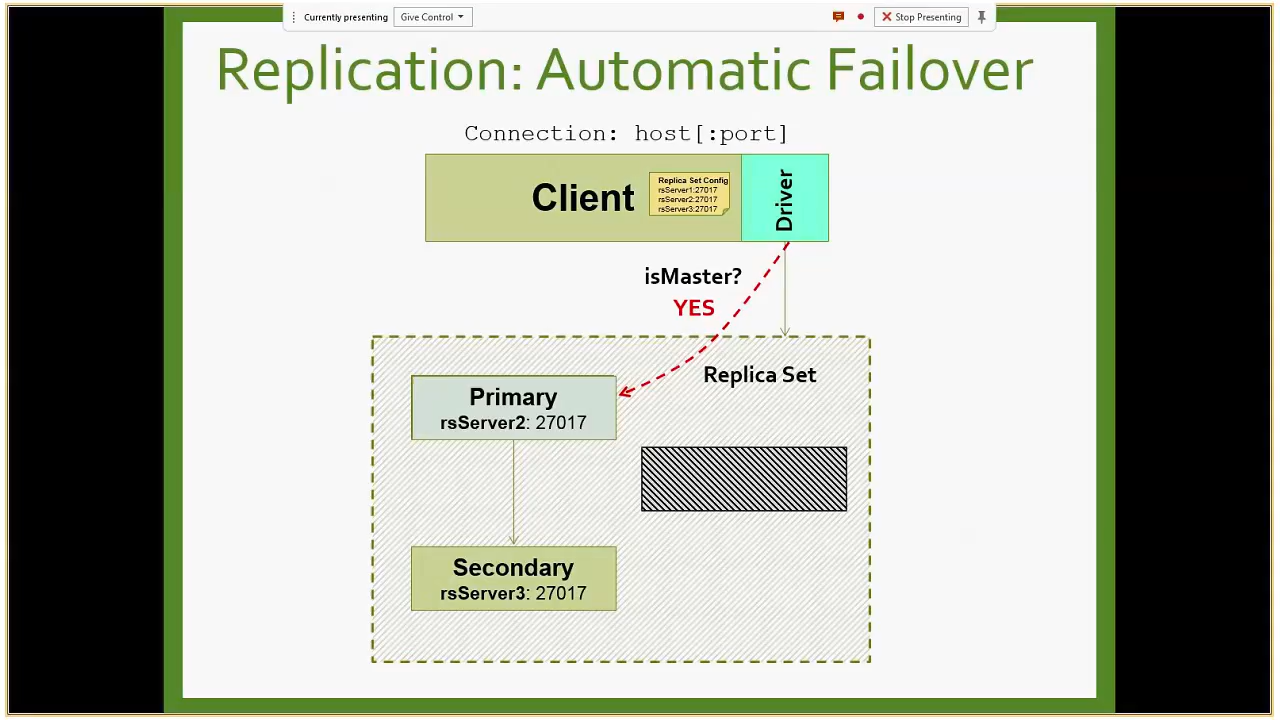 Currently presenting
Give Control
Stop Presenting
Replication: Automatic Failover
Connection: host[:port]
Client
Replica Set Config
rsServer1:27017
rsServer2:27017
rsServer3:27017
Driver
isMaster?
YES
Replica Set
Primary
rsServer2: 27017
Secondary
rsServer3: 27017